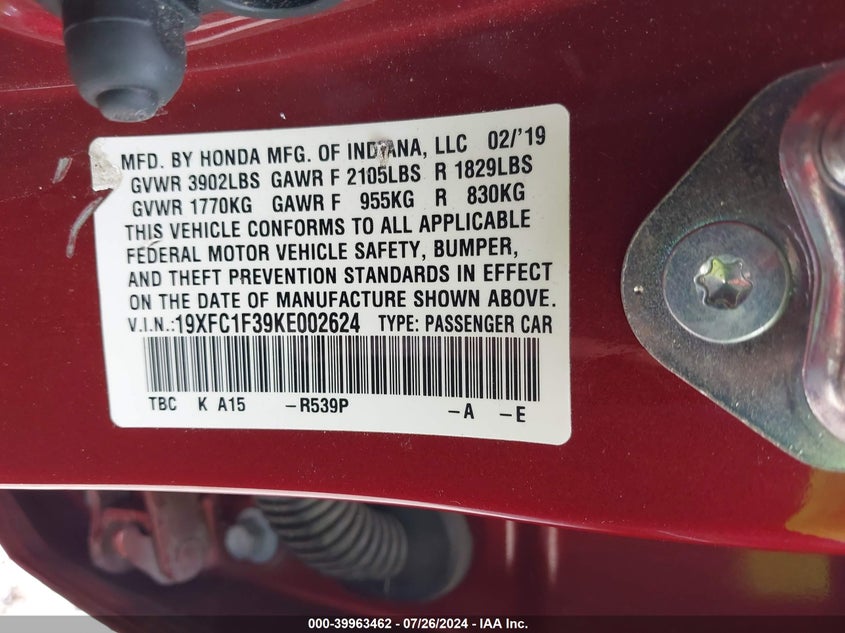 MFD. BY HONDA MFG. OF INDIANA, LLC 02/'19
GVWR 3902LBS GAWR F 2105LBS R 1829LBS
GVWR 1770KG GAWR F 955KG R 830KG
THIS VEHICLE CONFORMS TO ALL APPLICABLE
FEDERAL MOTOR VEHICLE SAFETY, BUMPER,
AND THEFT PREVENTION STANDARDS IN EFFECT
ON THE DATE OF MANUFACTURE SHOWN ABOVE.
V.I.N.:19XFC1F39KE002624 TYPE: PASSENGER CAR
TBC K A15 -R539P -A -E
000-39963462 - 07/26/2024 - IAA Inc.